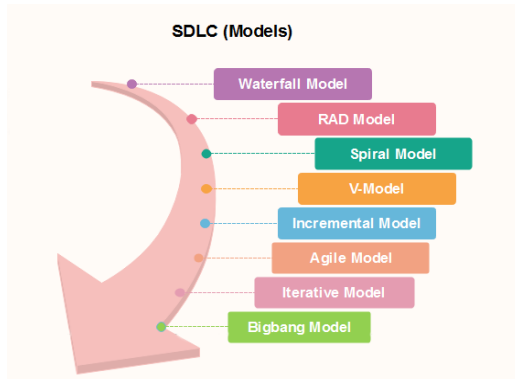 SDLC (Models)
Waterfall Model
RAD Model
Spiral Model
V-Model
Incremental Model
Agile Model
Iterative Model
Bigbang Model